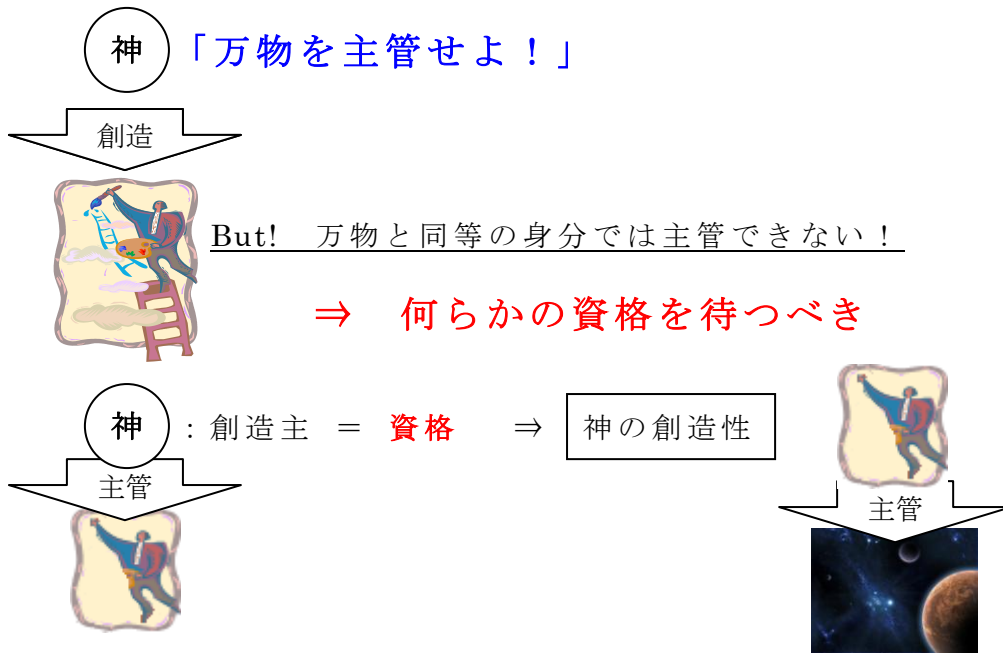 神 「万物を主管せよ！」
創造
But! 万物と同等の身分では主管できない！
⇒ 何らかの資格を待つべき
神 : 創造主 = 資格 ⇒ 神の創造性
主管
主管